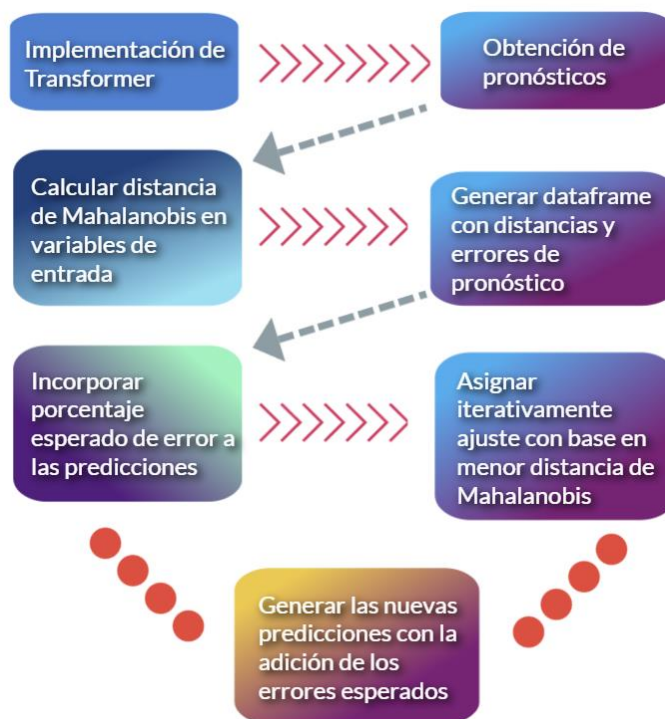 Implementación de
Transformer
Obtención de
pronósticos
Calcular distancia
de Mahalanobis en
variables de
entrada
Generar dataframe
con distancias y
errores de
pronóstico
Incorporar
porcentaje
esperado de error a
las predicciones
Asignar
iterativamente
ajuste con base en
menor distancia de
Mahalanobis
Generar las nuevas
predicciones con la
adición de los
errores esperados